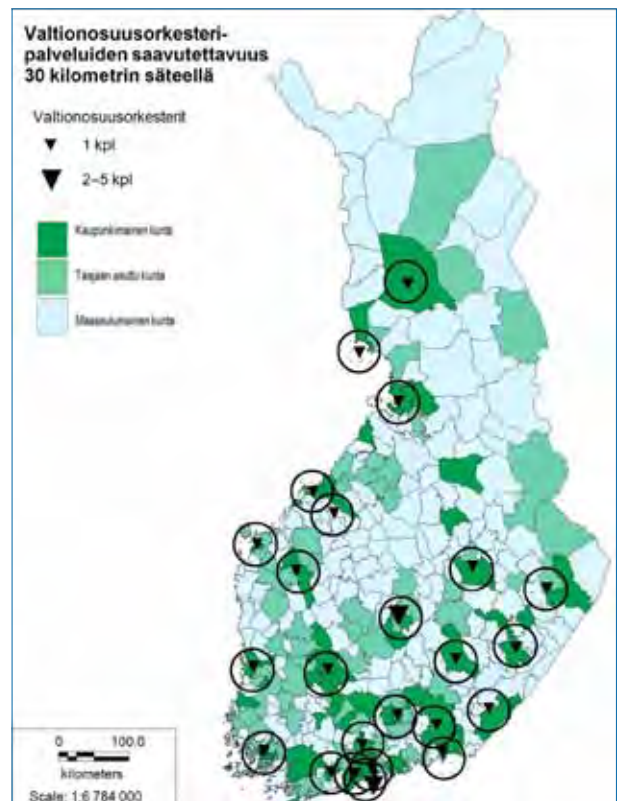 Valtionosuusorkesteri-
palveluiden saavutettavuus
30 kilometrin säteellä
Valtionosuusorkesterit
1 kpl
2–5 kpl
Kaupunkimainen kunta
Taajaan asuttu kunta
Maaseutumainen kunta
0 100.0
kilometers
Scale: 1:6 784 000